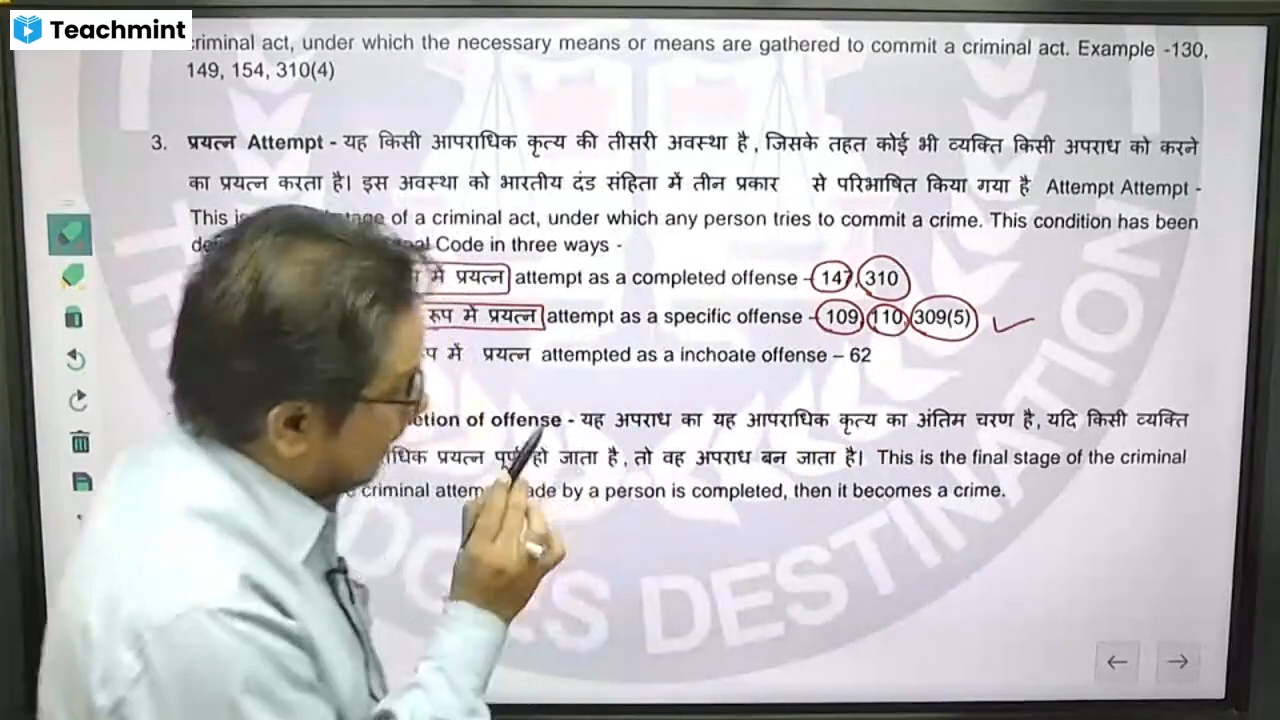 Teachmint
criminal act, under which the necessary means or means are gathered to commit a criminal act. Example -130,
149, 154, 310(4)
3. प्रयत्न Attempt - यह किसी आपराधिक कृत्य की तीसरी अवस्था है, जिसके तहत कोई भी व्यक्ति किसी अपराध को करने
का प्रयत्न करता है। इस अवस्था को भारतीय दंड संहिता में तीन प्रकार से परिभाषित किया गया है Attempt Attempt -
This of a criminal act, under which any person tries to commit a crime. This condition has been
Code in three ways -
में प्रयत्न attempt as a completed offense - 147, 310
रूप में प्रयत्न attempt as a specific offense - 109, 110, 309(5)
में प्रयत्न attempted as a inchoate offense – 62
of offense - यह अपराध का यह आपराधिक कृत्य का अंतिम चरण है, यदि किसी व्यक्ति
प्रयत्न पूर्ण हो जाता है, तो वह अपराध बन जाता है। This is the final stage of the criminal
criminal by a person is completed, then it becomes a crime.
DESTINATION